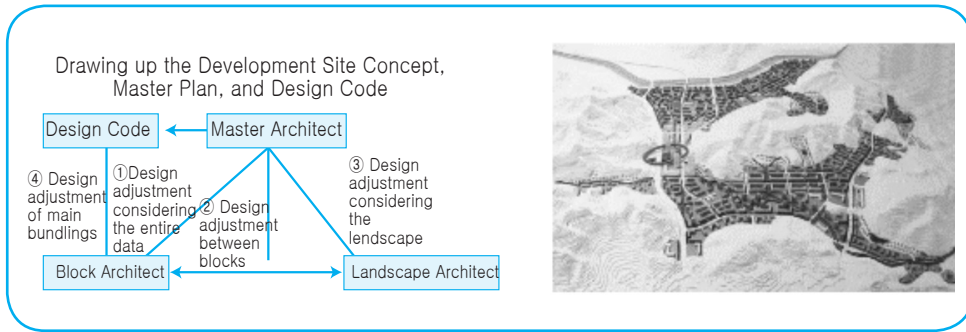 Drawing up the Development Site Concept,
Master Plan, and Design Code
Design Code
Master Architect
④ Design
adjustment
of main
bundlings
①Design
adjustment
considering
the entire
data
② Design
adjustment
between
blocks
③ Design
adjustment
considering
the
lendscape
Block Architect
Landscape Architect